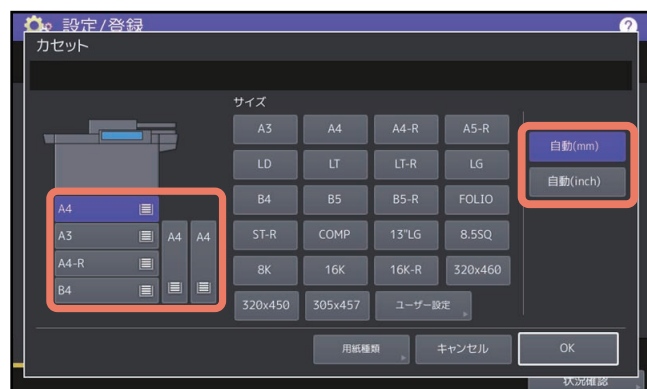 設定/登録
?
カセット
サイズ
A3 A4 A4-R A5-R
自動(mm)
LD LT LT-R LG
自動(inch)
A4
B4 B5 B5-R FOLIO
A3 A4 A4
ST-R COMP 13"LG 8.5SQ
A4-R
8K 16K 16K-R 320x460
B4
320x450 305x457 ユーザー設定
用紙種類 キャンセル OK
状況確認